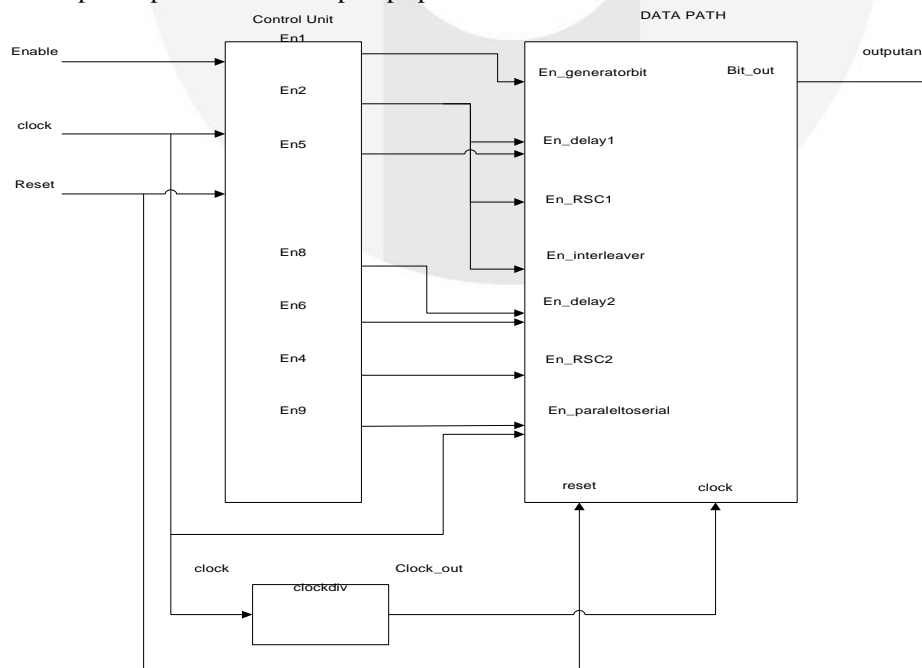 Control Unit
DATA PATH
En1
Enable
outputan
En_generatorbit
Bit_out
En2
clock
En5
En_delay1
Reset
En_RSC1
En8
En_interleaver
En6
En_delay2
En4
En_RSC2
En9
En_paraleltoserial
reset
clock
clock
Clock_out
clockdiv